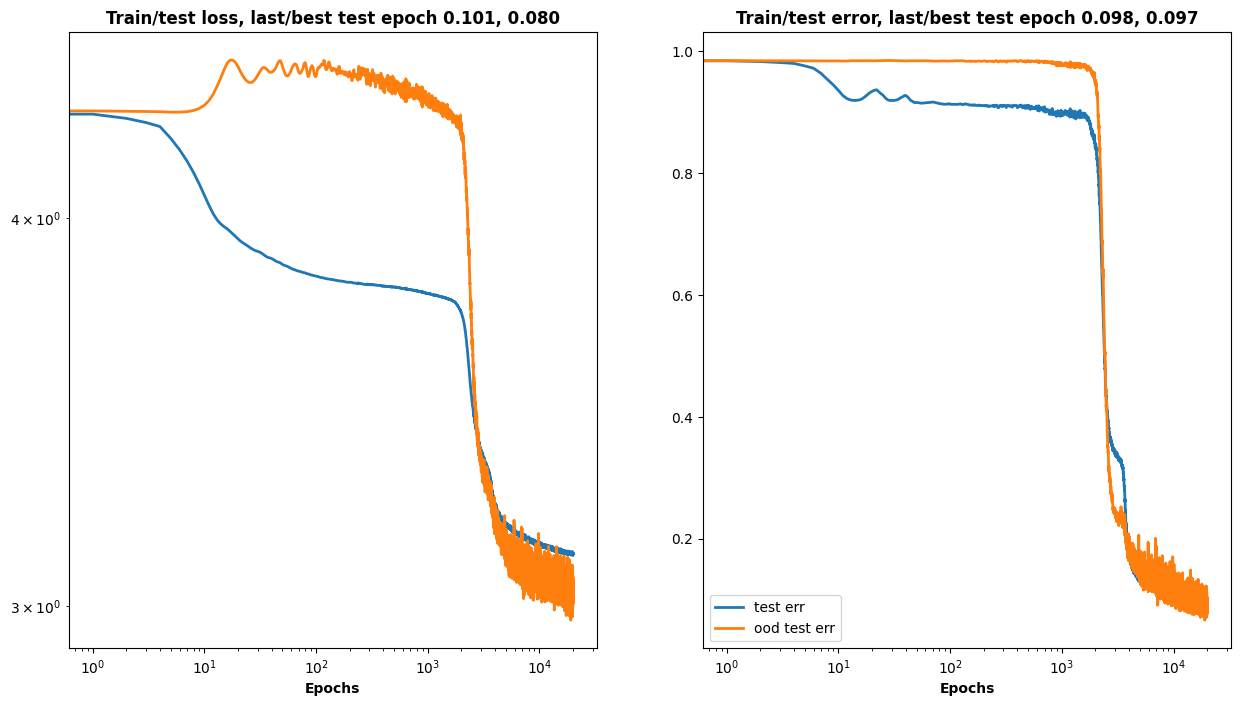 Train/test loss, last/best test epoch 0.101, 0.080
4 × 10⁰
3 × 10⁰
10⁰ 10¹ 10² 10³ 10⁴
Epochs
Train/test error, last/best test epoch 0.098, 0.097
1.0
0.8
0.6
0.4
0.2
test err
ood test err
10⁰ 10¹ 10² 10³ 10⁴
Epochs